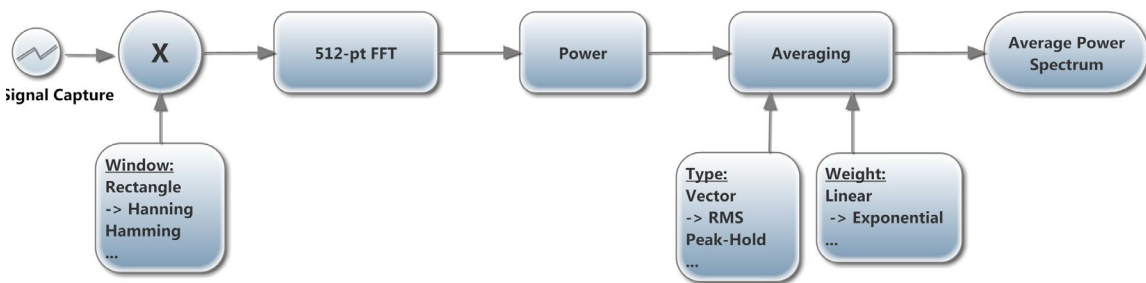 Signal Capture
X
512-pt FFT
Power
Averaging
Average Power
Spectrum
Window:
Rectangle
-> Hanning
Hamming
...
Type:
Vector
-> RMS
Peak-Hold
...
Weight:
Linear
-> Exponential
...